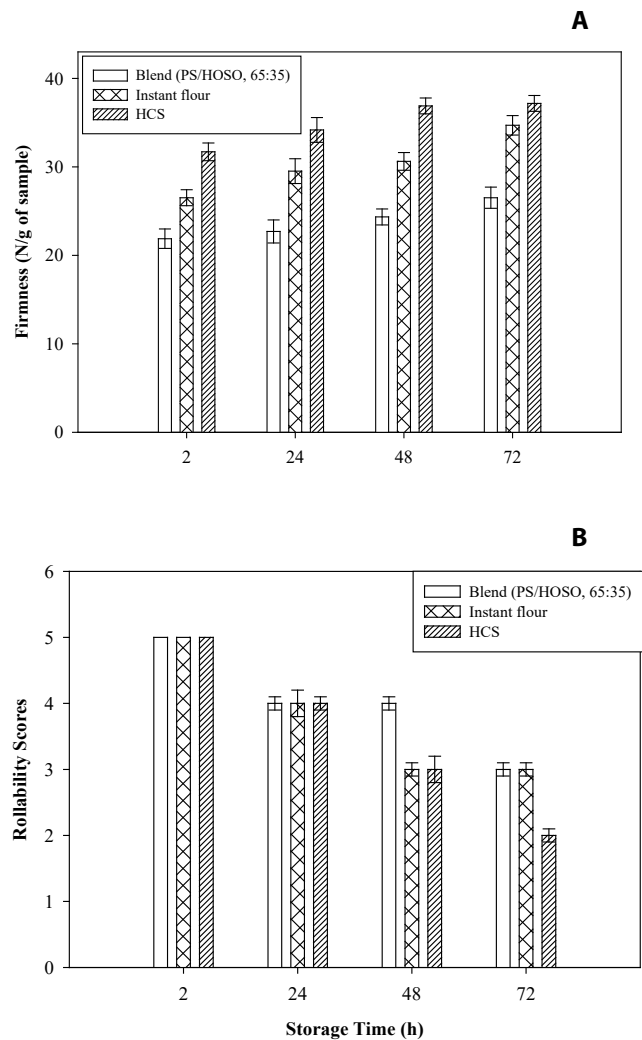 A
Blend (PS/HOSO, 65:35)
Instant flour
HCS
Firmness (N/g of sample)
40
30
20
10
0
2 24 48 72
B
Blend (PS/HOSO, 65:35)
Instant flour
HCS
Rollability Scores
6
5
4
3
2
1
0
2 24 48 72
Storage Time (h)